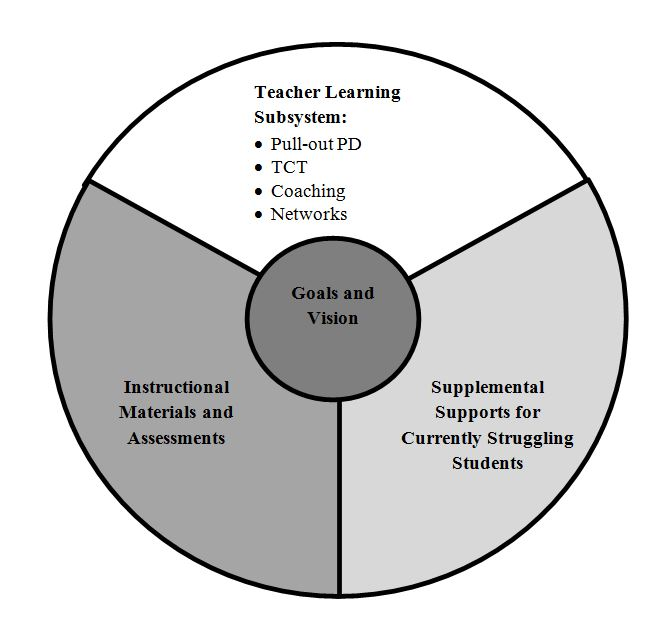 Teacher Learning
Subsystem:
• Pull-out PD
• TCT
• Coaching
• Networks
Goals and
Vision
Instructional
Materials and
Assessments
Supplemental
Supports for
Currently Struggling
Students